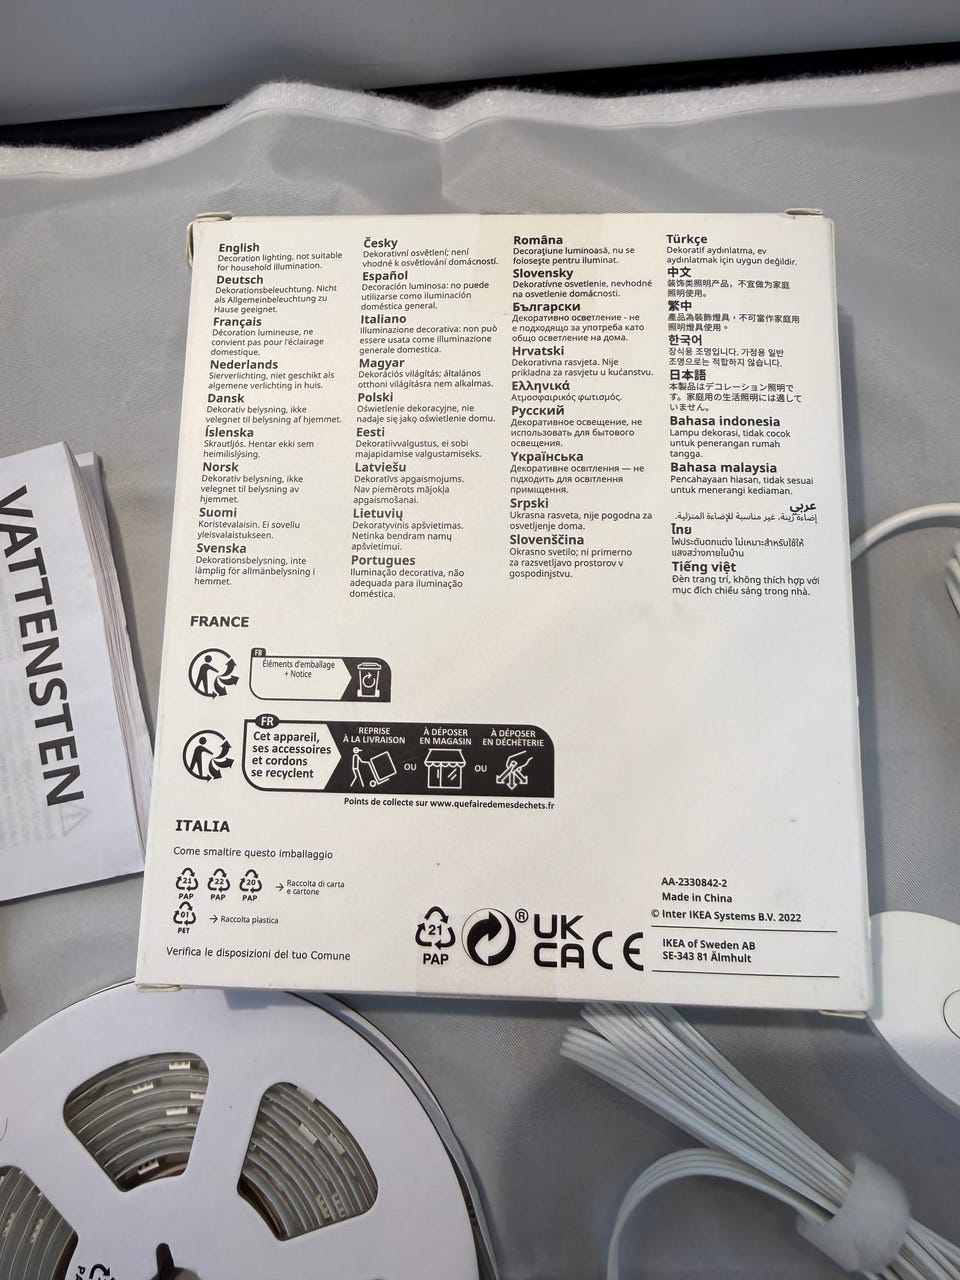 English
Decoration lighting, not suitable
for household illumination.
Deutsch
Dekorationsbeleuchtung. Nicht
als Allgemeinbeleuchtung zu
Hause geeignet.
Français
Décoration lumineuse, ne
convient pas pour l'éclairage
domestique.
Nederlands
Sierverlichting, niet geschikt als
algemene verlichting in huis.
Dansk
Dekorativ belysning, ikke
velegnet til belysning af hjemmet.
Íslenska
Skrautljós. Hentar ekki sem
heimilislýsing.
Norsk
Dekorativ belysning, ikke
velegnet til belysning av
hjemmet.
Suomi
Koristevalaisin. Ei sovellu
yleisvalaistukseen.
Svenska
Dekorationsbelysning, inte
lämplig för allmänbelysning i
hemmet.
Česky
Dekorativní osvětlení; není
vhodné k osvětlování domácností.
Español
Decoración luminosa: no puede
utilizarse como iluminación
doméstica general.
Italiano
Illuminazione decorativa: non può
essere usata come illuminazione
generale domestica.
Magyar
Dekorációs világítás; általános
otthoni világításra nem alkalmas.
Polski
Oświetlenie dekoracyjne, nie
nadaje się jako oświetlenie domu.
Eesti
Dekoratiivvalgustus, ei sobi
majapidamise valgustamiseks.
Latviešu
Dekoratīvs apgaismojums.
Nav piemērots mājokļa
apgaismošanai.
Lietuvių
Dekoratyvinis apšvietimas.
Netinka bendram namų
apšvietimui.
Portugues
Iluminação decorativa, não
adequada para iluminação
doméstica.
Româna
Decorațiune luminoasă, nu se
folosește pentru iluminat.
Slovensky
Dekoratívne osvetlenie, nevhodné
na osvetlenie domácnosti.
Български
Декоративно осветление - не
е подходящо за употреба като
общо осветление на дома.
Hrvatski
Dekorativna rasvjeta. Nije
prikladna za rasvjetu u kućanstvu.
Ελληνικά
Ατμοσφαιρικός φωτισμός.
Русский
Декоративное освещение, не
использовать для бытового
освещения.
Yкраїнська
Декоративне освітлення — не
підходить для освітлення
приміщення.
Srpski
Ukrasna rasveta, nije pogodna za
osvetljenje doma.
Slovenščina
Okrasno svetilo; ni primerno
za razsvetljavo prostorov v
gospodinjstvu.
Türkçe
Dekoratif aydınlatma, ev
aydınlatmak için uygun değildir.
中文
装饰类照明产品，不宜做为家庭
照明使用。
繁中
產品為裝飾燈具，不可當作家庭用
照明燈具使用。
한국어
장식용 조명입니다. 가정용 일반
조명으로는 적합하지 않습니다.
日本語
本製品はデコレーション照明で
す。家庭用の生活照明には適して
いません。
Bahasa indonesia
Lampu dekorasi, tidak cocok
untuk penerangan rumah
tangga.
Bahasa malaysia
Pencahayaan hiasan, tidak sesuai
untuk menerangi kediaman.
عربي
إضاءة زينة، غير مناسبة للإضاءة المنزلية.
ไทย
ไฟประดับตกแต่ง ไม่เหมาะสำหรับใช้ให้
แสงสว่างภายในบ้าน
Tiếng việt
Đèn trang trí, không thích hợp với
mục đích chiếu sáng trong nhà.
FRANCE
FR
Éléments d'emballage
+ Notice
FR
Cet appareil,
ses accessoires
et cordons
se recyclent
REPRISE
À LA LIVRAISON
OU
À DÉPOSER
EN MAGASIN
OU
À DÉPOSER
EN DÉCHÈTERIE
Points de collecte sur www.quefairedemesdechets.fr
ITALIA
Come smaltire questo imballaggio
21
PAP
22
PAP
20
PAP
→ Raccolta di carta
e cartone
01
PET
→ Raccolta plastica
Verifica le disposizioni del tuo Comune
21
PAP
®
UK
CA
CE
AA-2330842-2
Made in China
© Inter IKEA Systems B.V. 2022
IKEA of Sweden AB
SE-343 81 Älmhult
VATTENSTEN